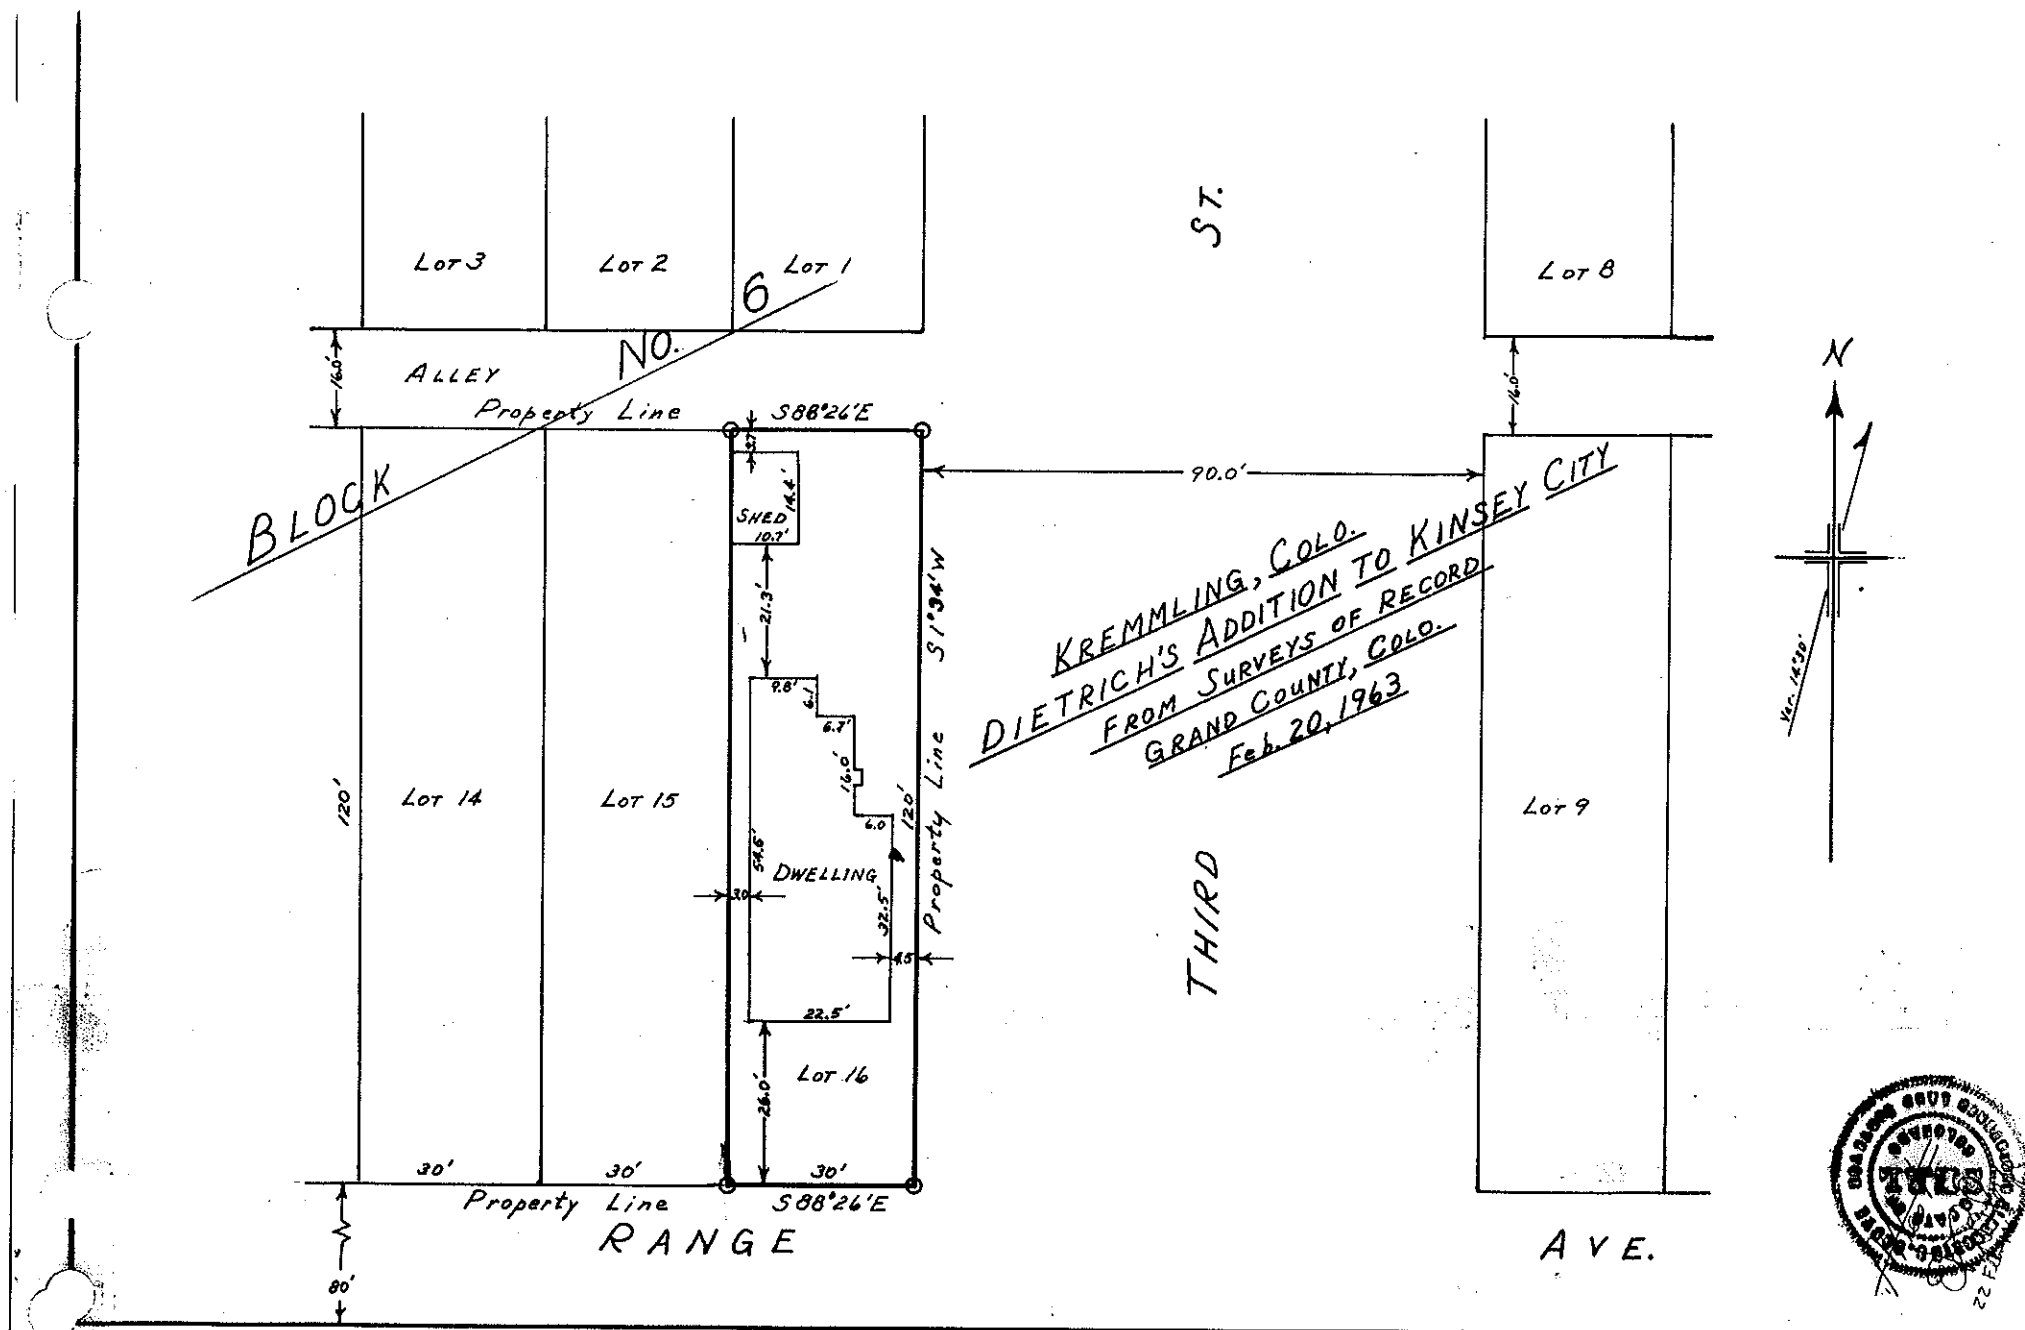 ST.
LOT 3
LOT 2
LOT 1
LOT 8
BLOCK NO. 6
16.0'
ALLEY
16.0'
N
Property Line
S88°26'E
3.7'
90.0'
SHED
14.4'
10.7'
KREMMLING, COLO.
DIETRICH'S ADDITION TO KINSEY CITY
FROM SURVEYS OF RECORD
GRAND COUNTY, COLO.
Feb. 20, 1963
21.3'
S1°34'W
9.8'
6.1
6.7'
16.0'
6.0
120'
LOT 14
LOT 15
120'
Property Line
LOT 9
54.6'
DWELLING
3.0
32.5'
4.5
THIRD
22.5'
LOT 16
26.0'
30'
30'
30'
Property Line
S88°26'E
RANGE
AVE.
80'